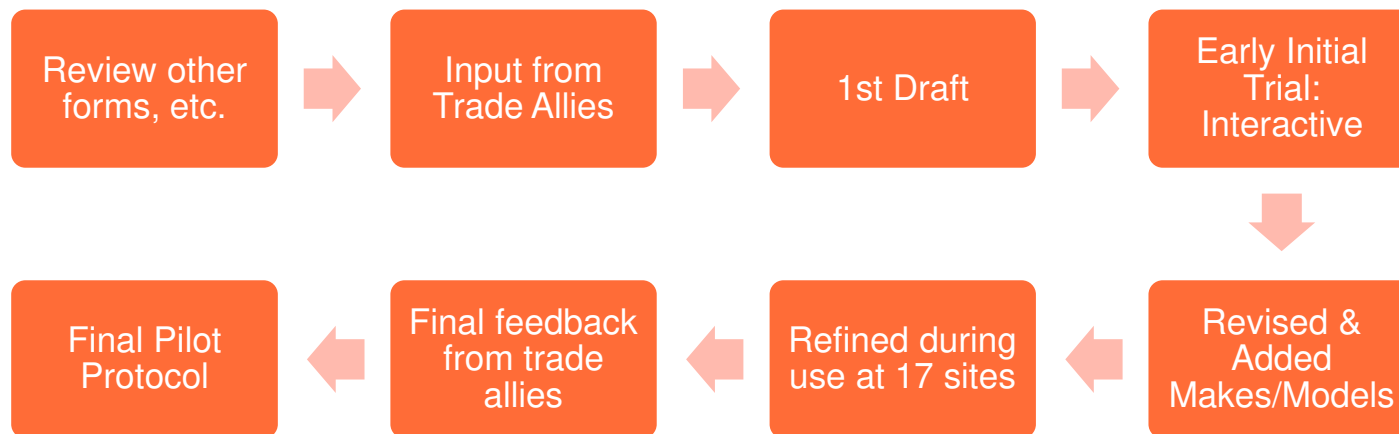 Review other
forms, etc.
Input from
Trade Allies
1st Draft
Early Initial
Trial:
Interactive
Revised &
Added
Makes/Models
Refined during
use at 17 sites
Final feedback
from trade
allies
Final Pilot
Protocol